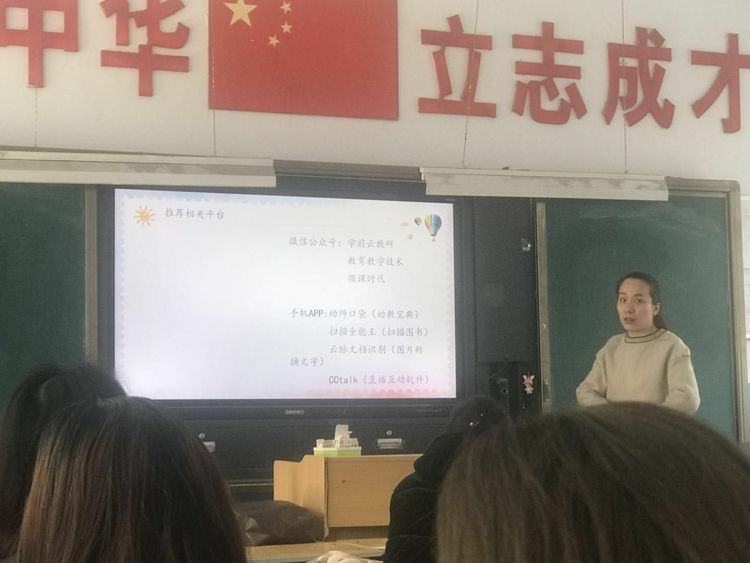 中华
立志成才
推荐相关平台
微信公众号：学前云教研
教育教学技术
微课时代
手机APP:幼师口袋（幼教宝典）
扫描全能王（扫描图书）
云脉文档识别（图片转
换文字）
CCtalk（直播互动软件）
seewo